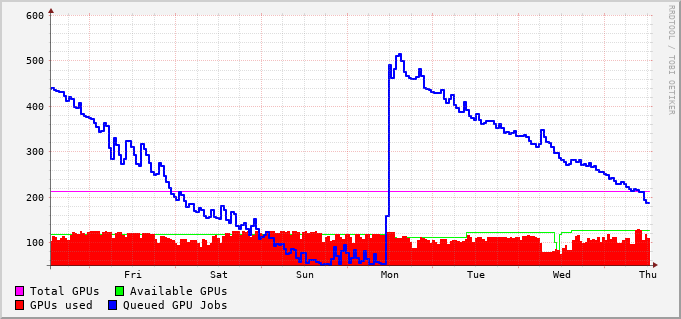 600
500
400
300
200
100
Fri Sat Sun Mon Tue Wed Thu
Total GPUs Available GPUs
GPUs used Queued GPU Jobs
RRDTOOL / TOBI OETIKER